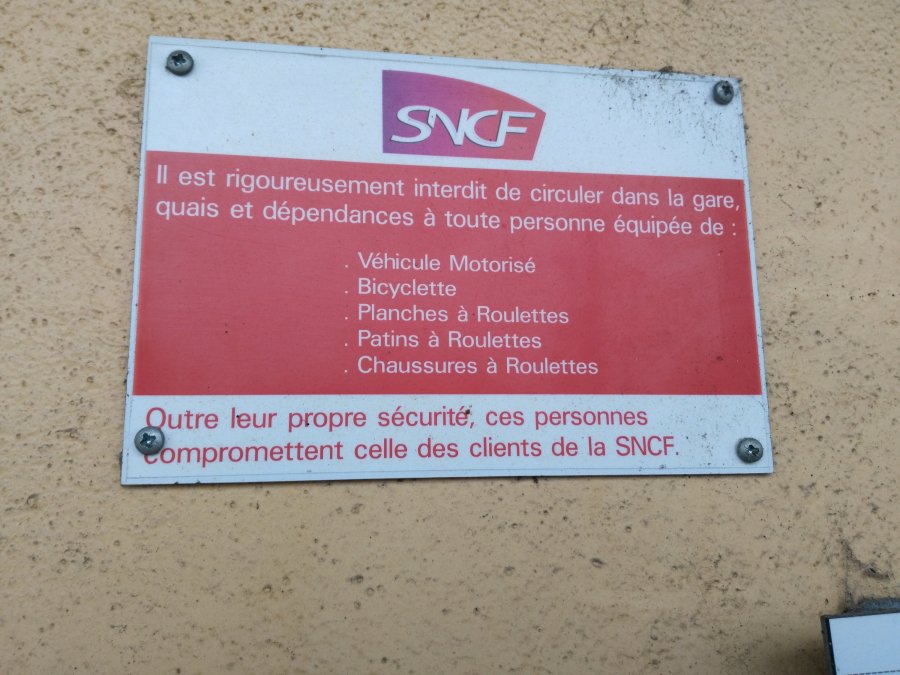 SNCF
Il est rigoureusement interdit de circuler dans la gare,
quais et dépendances à toute personne équipée de :
. Véhicule Motorisé
. Bicyclette
. Planches à Roulettes
. Patins à Roulettes
. Chaussures à Roulettes
Outre leur propre sécurité, ces personnes
compromettent celle des clients de la SNCF.